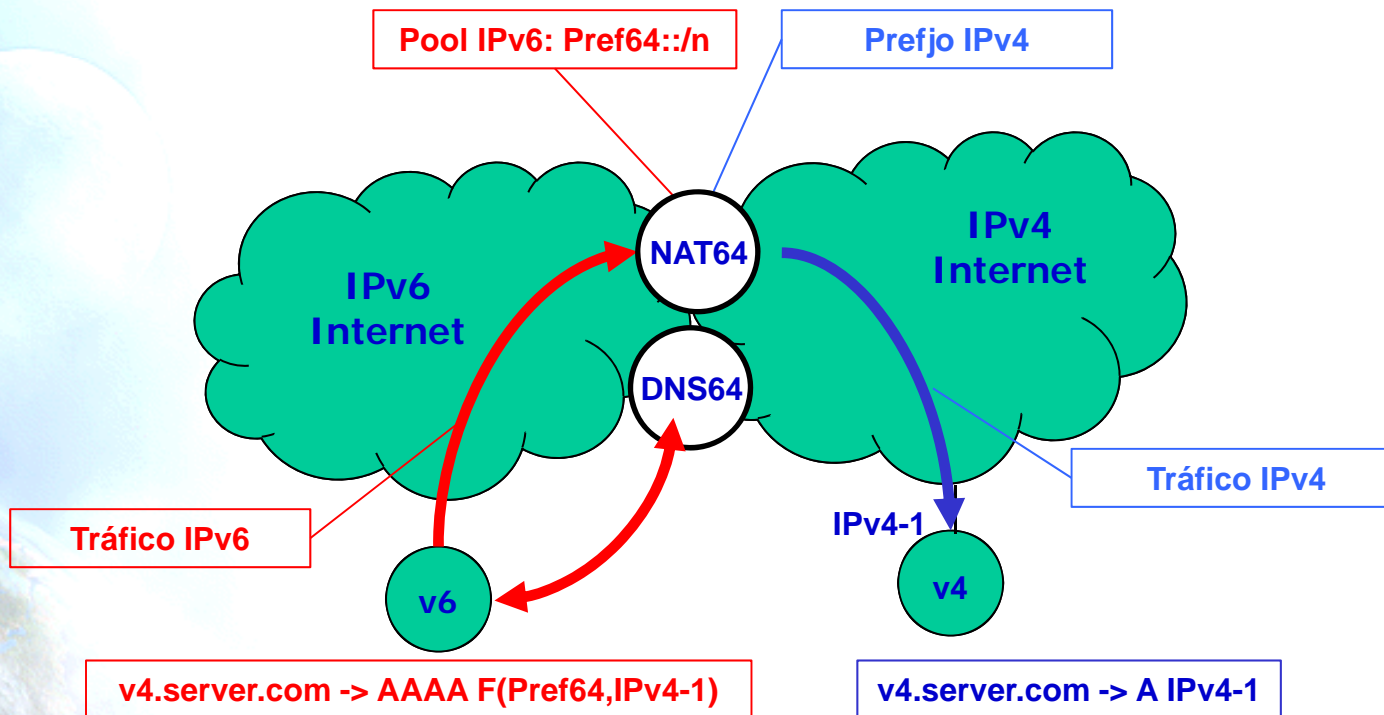 Pool IPv6: Pref64::/n
Prefjo IPv4
IPv6
Internet
NAT64
IPv4
Internet
DNS64
Tráfico IPv6
Tráfico IPv4
IPv4-1
v6
v4
v4.server.com -> AAAA F(Pref64,IPv4-1)
v4.server.com -> A IPv4-1